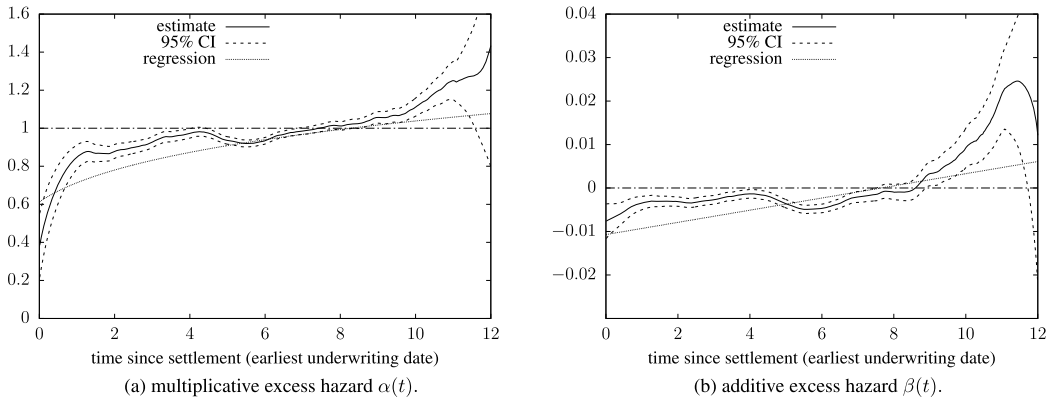 estimate
95% CI
regression
1.6
1.4
1.2
1
0.8
0.6
0.4
0.2
0
0 2 4 6 8 10 12
time since settlement (earliest underwriting date)
(a) multiplicative excess hazard α(t).
estimate
95% CI
regression
0.04
0.02
0.01
0
−0.01
−0.02
0 2 4 6 8 10 12
time since settlement (earliest underwriting date)
(b) additive excess hazard β(t).